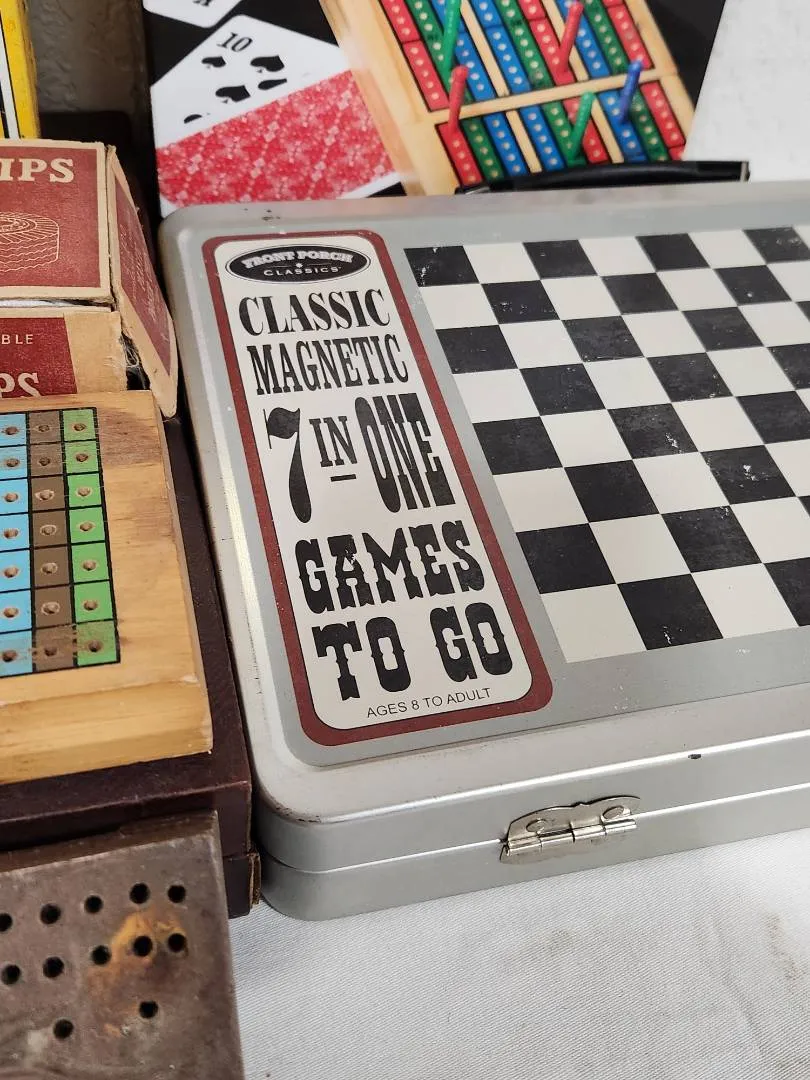 10
IPS
BLE
PS
FRONT PORCH
CLASSICS
CLASSIC
MAGNETIC
7 IN ONE
GAMES
TO GO
AGES 8 TO ADULT